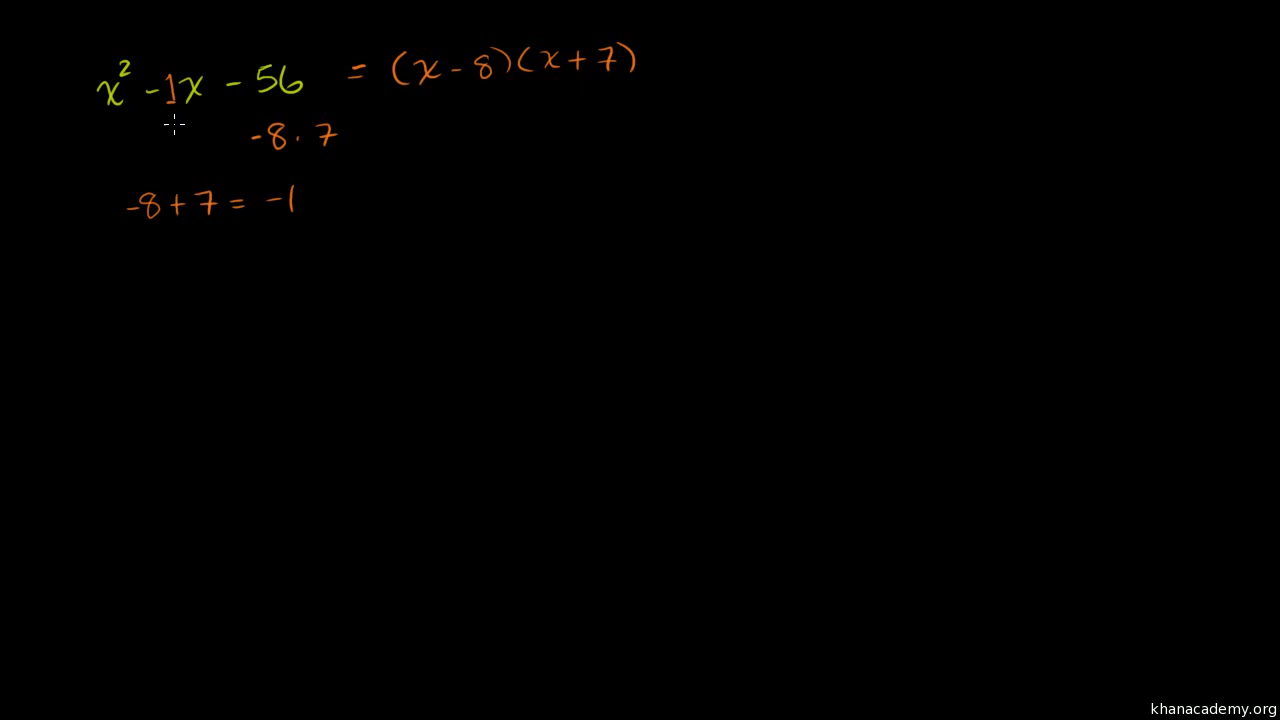 x² -1x - 56 = (x - 8)(x + 7)
-8 · 7
-8 + 7 = -1
khanacademy.org